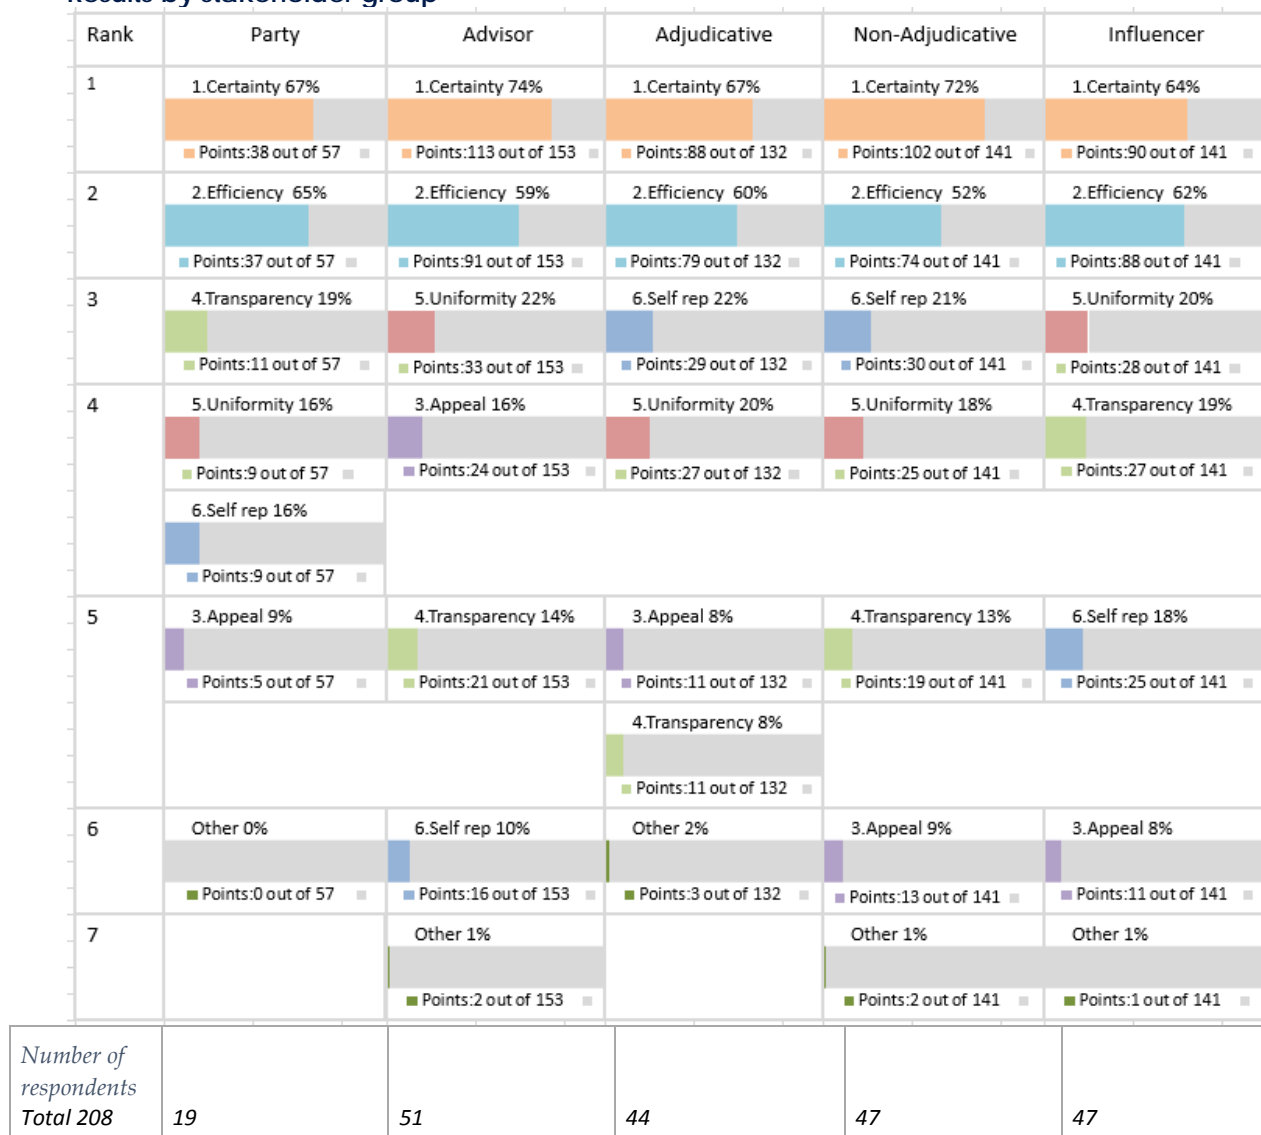 Results by stakeholder group
Rank Party Advisor Adjudicative Non-Adjudicative Influencer
1 1.Certainty 67% 1.Certainty 74% 1.Certainty 67% 1.Certainty 72% 1.Certainty 64%
Points:38 out of 57 Points:113 out of 153 Points:88 out of 132 Points:102 out of 141 Points:90 out of 141
2 2.Efficiency 65% 2.Efficiency 59% 2.Efficiency 60% 2.Efficiency 52% 2.Efficiency 62%
Points:37 out of 57 Points:91 out of 153 Points:79 out of 132 Points:74 out of 141 Points:88 out of 141
3 4.Transparency 19% 5.Uniformity 22% 6.Self rep 22% 6.Self rep 21% 5.Uniformity 20%
Points:11 out of 57 Points:33 out of 153 Points:29 out of 132 Points:30 out of 141 Points:28 out of 141
4 5.Uniformity 16% 3.Appeal 16% 5.Uniformity 20% 5.Uniformity 18% 4.Transparency 19%
Points:9 out of 57 Points:24 out of 153 Points:27 out of 132 Points:25 out of 141 Points:27 out of 141
6.Self rep 16%
Points:9 out of 57
5 3.Appeal 9% 4.Transparency 14% 3.Appeal 8% 4.Transparency 13% 6.Self rep 18%
Points:5 out of 57 Points:21 out of 153 Points:11 out of 132 Points:19 out of 141 Points:25 out of 141
4.Transparency 8%
Points:11 out of 132
6 Other 0% 6.Self rep 10% Other 2% 3.Appeal 9% 3.Appeal 8%
Points:0 out of 57 Points:16 out of 153 Points:3 out of 132 Points:13 out of 141 Points:11 out of 141
7 Other 1% Other 1% Other 1%
Points:2 out of 153 Points:2 out of 141 Points:1 out of 141
Number of
respondents
Total 208 19 51 44 47 47